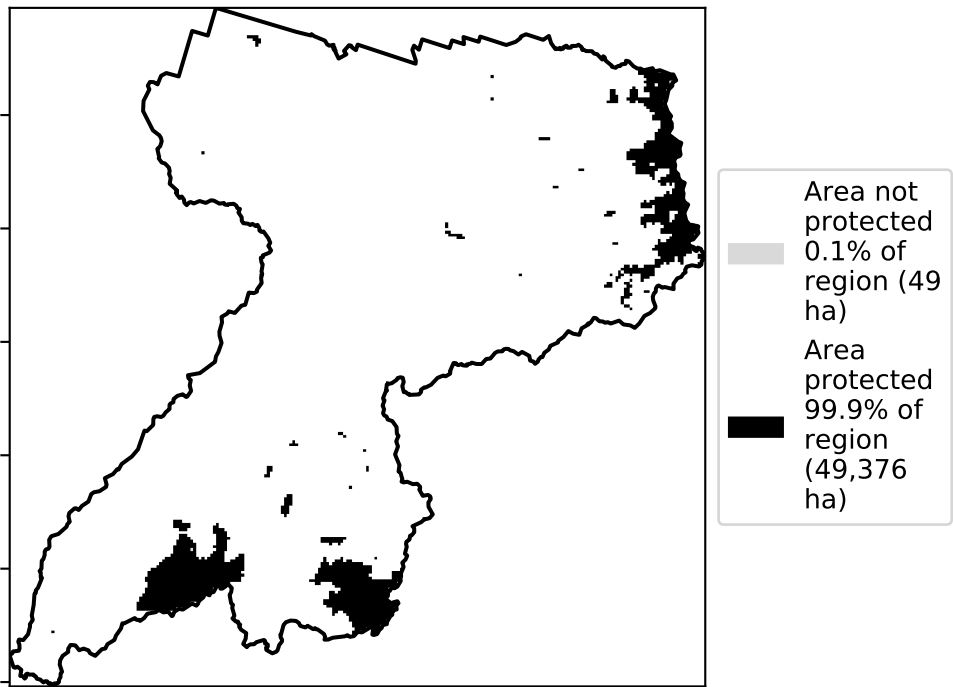 Area not
protected
0.1% of
region (49
ha)
Area
protected
99.9% of
region
(49,376
ha)